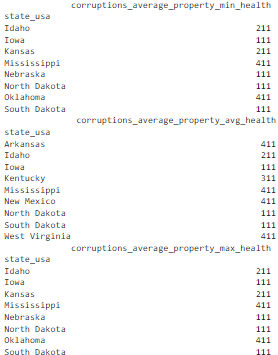 corruptions_average_property_min_health
state_usa
Idaho 211
Iowa 111
Kansas 211
Mississippi 411
Nebraska 111
North Dakota 111
Oklahoma 411
South Dakota 111
corruptions_average_property_avg_health
state_usa
Arkansas 411
Idaho 211
Iowa 111
Kentucky 311
Mississippi 411
New Mexico 411
North Dakota 111
South Dakota 111
West Virginia 411
corruptions_average_property_max_health
state_usa
Idaho 211
Iowa 111
Kansas 211
Mississippi 411
Nebraska 111
North Dakota 111
Oklahoma 411
South Dakota 111